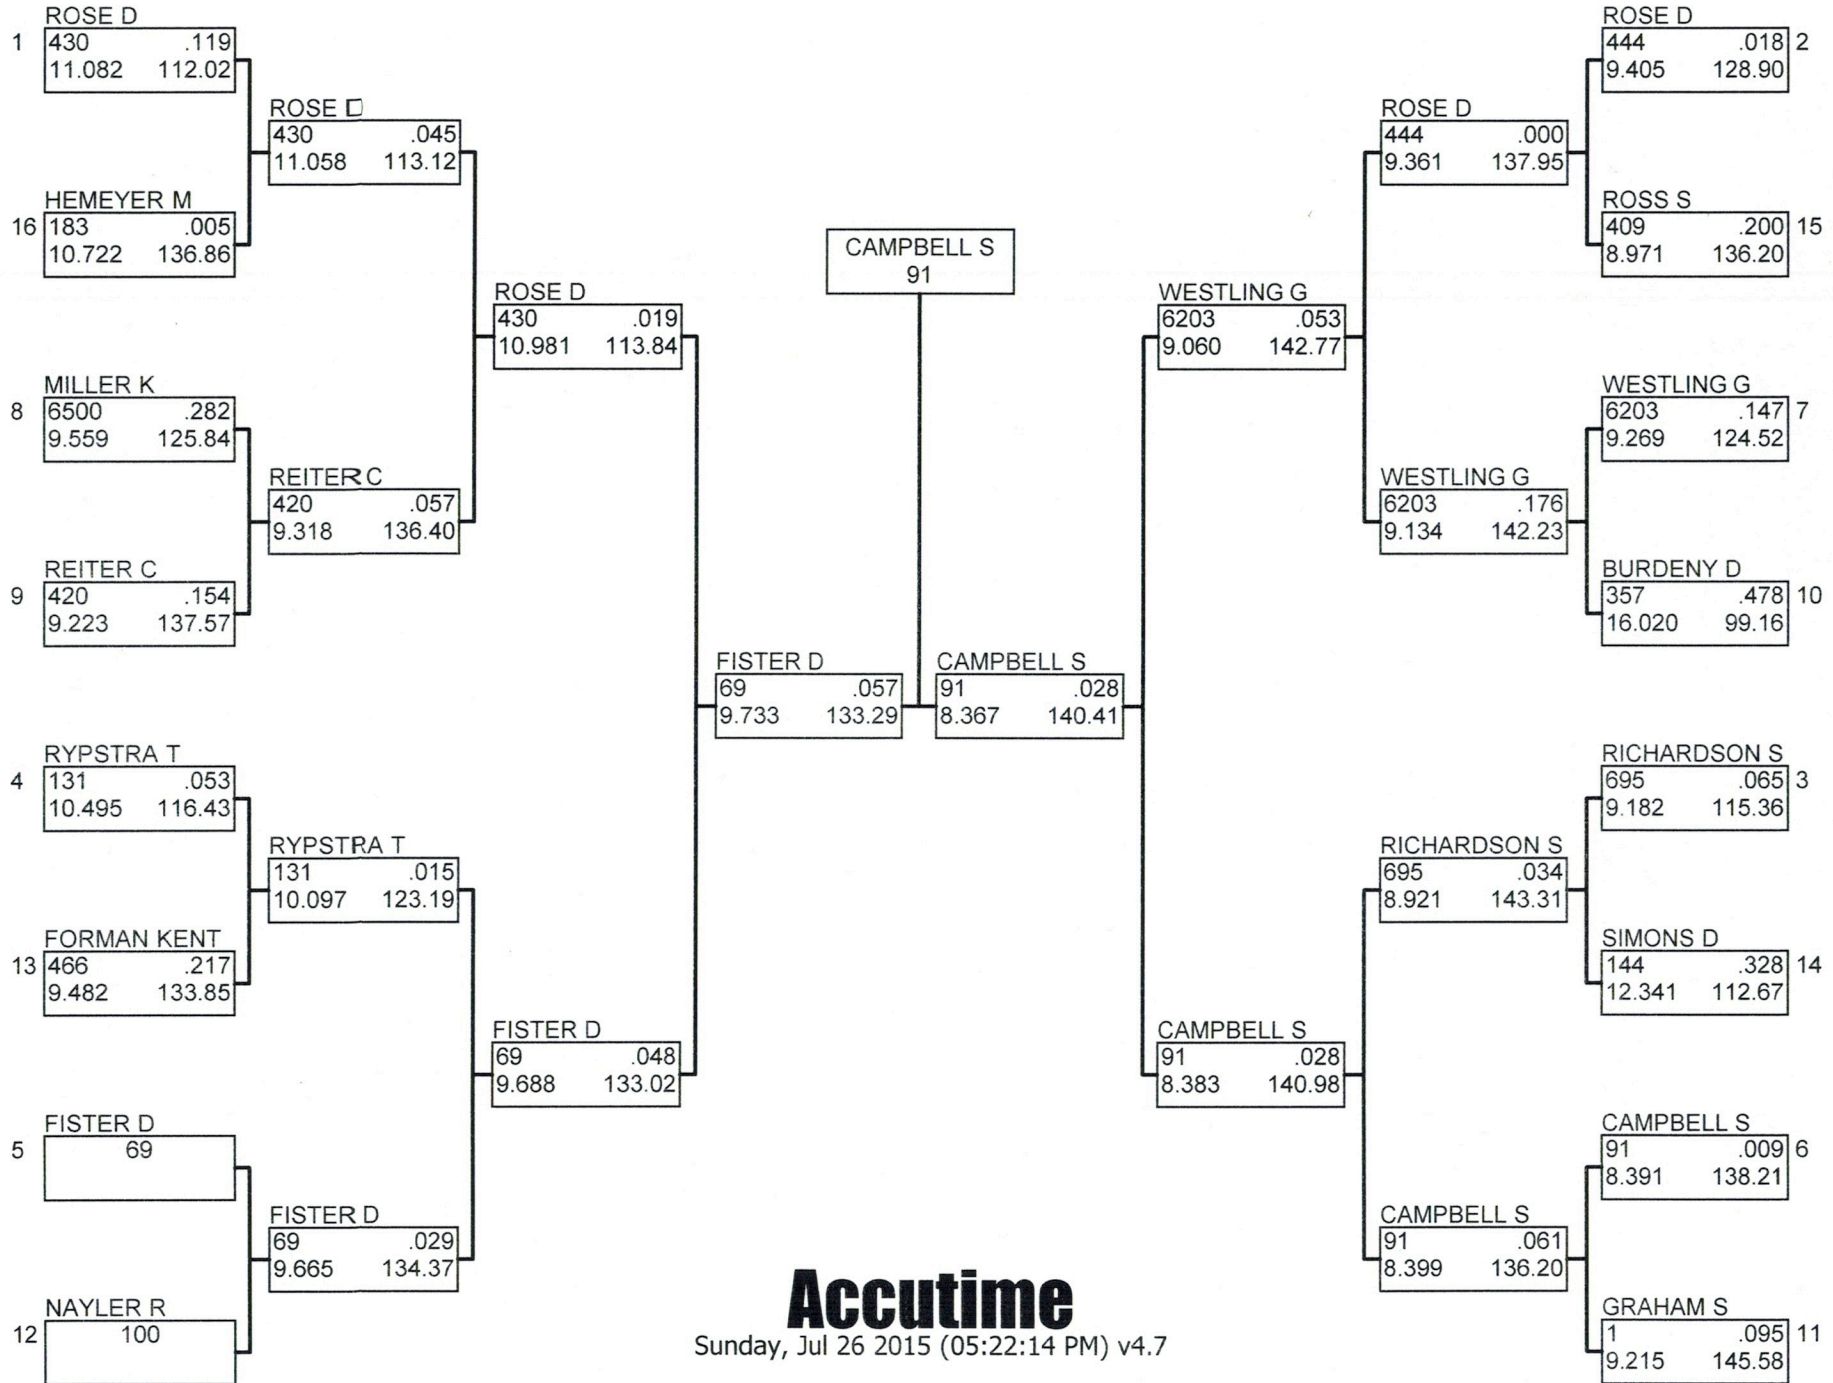 ROSE D
1
430 .119
11.082 112.02
HEMEYER M
16
183 .005
10.722 136.86
MILLER K
8
6500 .282
9.559 125.84
REITER C
9
420 .154
9.223 137.57
RYPSTRA T
4
131 .053
10.495 116.43
FORMAN KENT
13
466 .217
9.482 133.85
FISTER D
5
69
NAYLER R
12
100
ROSE D
430 .045
11.058 113.12
REITER C
420 .057
9.318 136.40
RYPSTRA T
131 .015
10.097 123.19
FISTER D
69 .029
9.665 134.37
ROSE D
430 .019
10.981 113.84
FISTER D
69 .048
9.688 133.02
FISTER D
69 .057
9.733 133.29
CAMPBELL S
91
CAMPBELL S
91 .028
8.367 140.41
WESTLING G
6203 .053
9.060 142.77
CAMPBELL S
91 .028
8.383 140.98
ROSE D
444 .000
9.361 137.95
WESTLING G
6203 .176
9.134 142.23
RICHARDSON S
695 .034
8.921 143.31
CAMPBELL S
91 .061
8.399 136.20
ROSE D
444 .018
2
9.405 128.90
ROSS S
409 .200
15
8.971 136.20
WESTLING G
6203 .147
7
9.269 124.52
BURDENY D
357 .478
10
16.020 99.16
RICHARDSON S
695 .065
3
9.182 115.36
SIMONS D
144 .328
14
12.341 112.67
CAMPBELL S
91 .009
6
8.391 138.21
GRAHAM S
1 .095
11
9.215 145.58
Accutime
Sunday, Jul 26 2015 (05:22:14 PM) v4.7